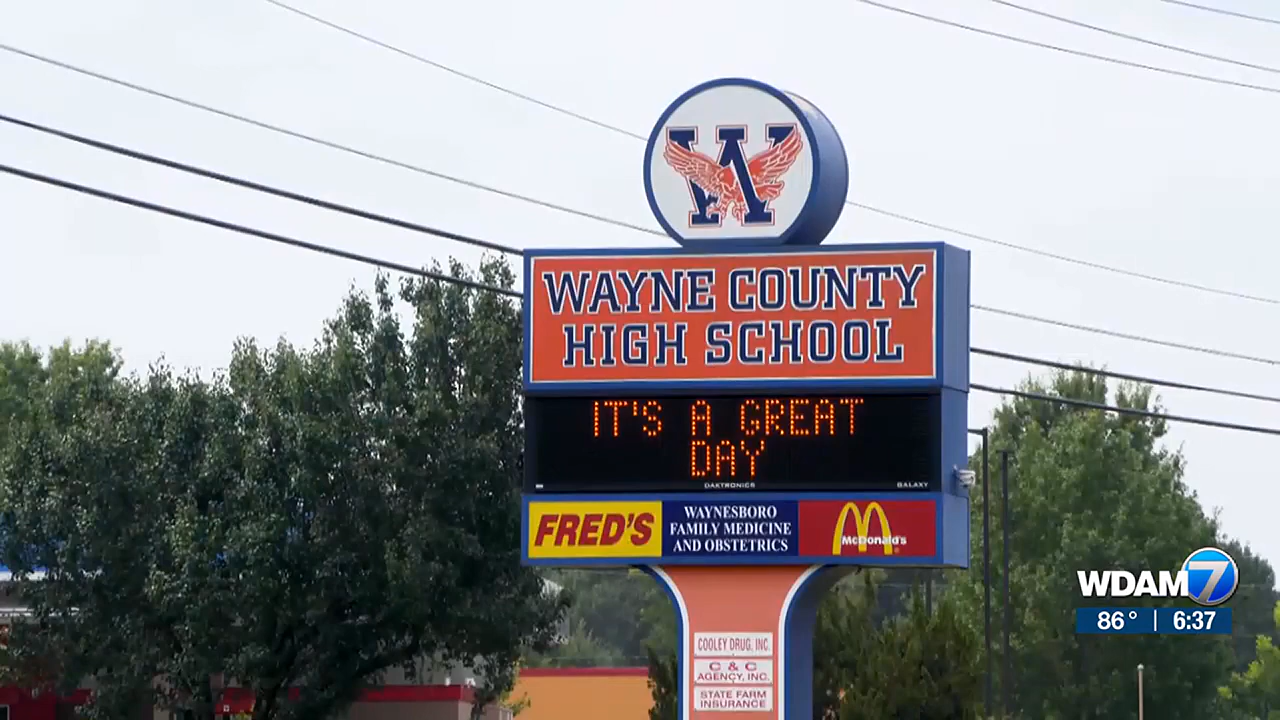 W
WAYNE COUNTY
HIGH SCHOOL
IT'S A GREAT
DAY
DAKTRONICS
GALAXY
FRED'S
WAYNESBORO
FAMILY MEDICINE
AND OBSTETRICS
McDonald's
COOLEY DRUG, INC.
C & C
AGENCY, INC.
STATE FARM
INSURANCE
WDAM 7
86° | 6:37